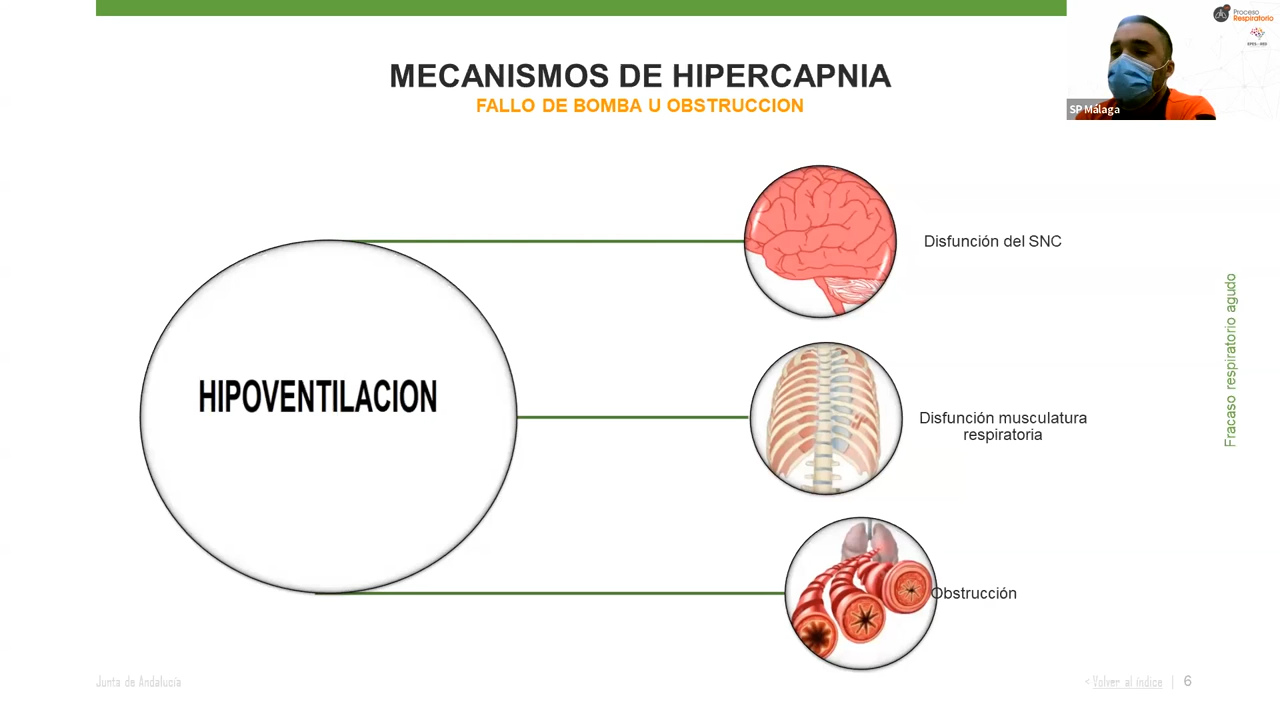 Proceso
Respiratorio
SP Málaga
MECANISMOS DE HIPERCAPNIA
FALLO DE BOMBA U OBSTRUCCION
HIPOVENTILACION
Disfunción del SNC
Disfunción musculatura
respiratoria
Obstrucción
Fracaso respiratorio agudo
Junta de Andalucía
< Volver al índice | 6